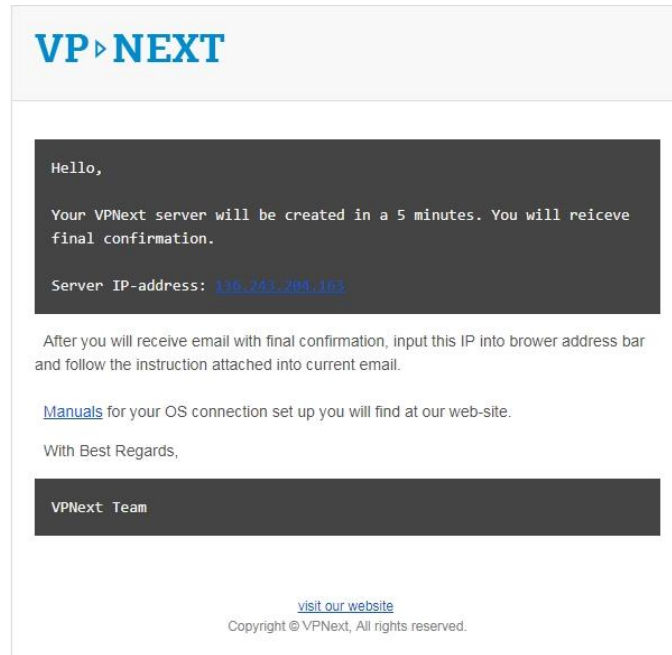 VP▹NEXT
Hello,
Your VPNext server will be created in a 5 minutes. You will reiceve
final confirmation.
Server IP-address: 136.243.204.163
After you will receive email with final confirmation, input this IP into brower address bar
and follow the instruction attached into current email.
Manuals for your OS connection set up you will find at our web-site.
With Best Regards,
VPNext Team
visit our website
Copyright © VPNext, All rights reserved.